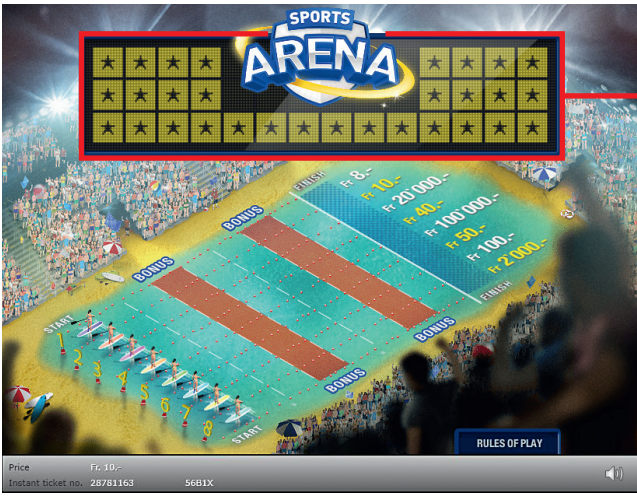 SPORTS
ARENA
FINISH
Fr 8.-
Fr 10.-
Fr 20'000.-
Fr 40.-
Fr 100'000.-
Fr 50.-
Fr 100.-
Fr 2'000.-
FINISH
BONUS
BONUS
BONUS
BONUS
START
1
2
3
4
5
6
7
8
START
RULES OF PLAY
Price Fr. 10.-
Instant ticket no. 28781163 56B1X